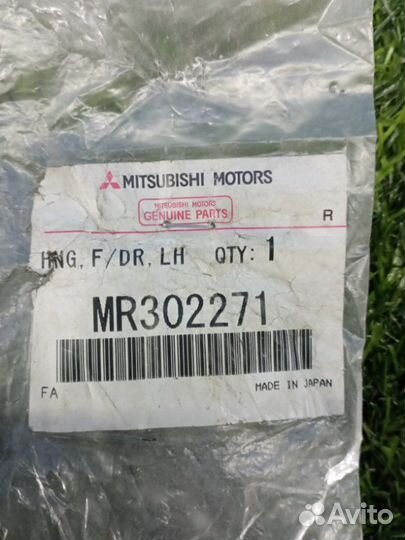 MITSUBISHI MOTORS
MITSUBISHI MOTORS
GENUINE PARTS
R
HNG, F/DR, LH QTY: 1
MR302271
FA MADE IN JAPAN
Avito